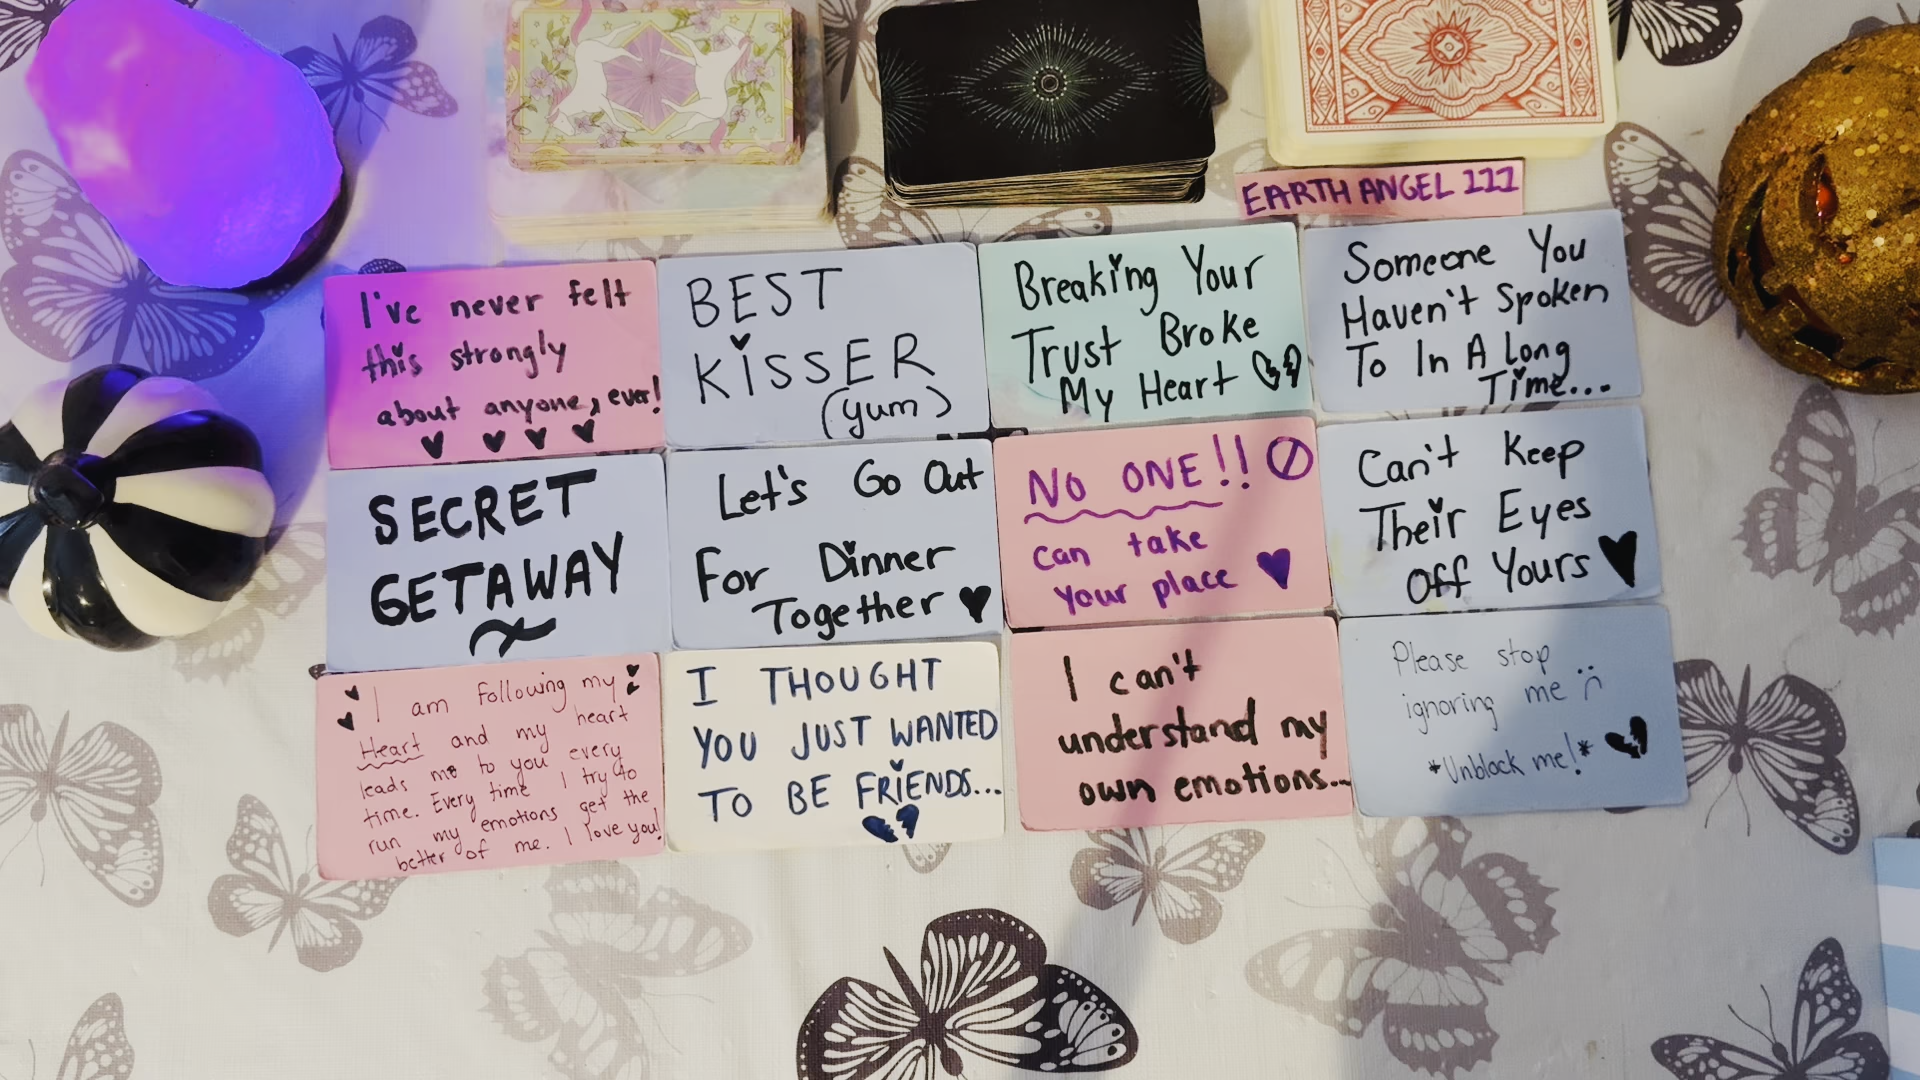 EARTH ANGEL 111
I've never felt
this strongly
about anyone, ever!
BEST
KiSSER
(yum)
Breaking Your
Trust Broke
My Heart
Someone You
Haven't Spoken
To In A Long
Time...
SECRET
GETAWAY
Let's Go Out
For Dinner
Together
NO ONE!!
can take
your place
Can't Keep
Their Eyes
Off Yours
I am following my
Heart and my heart
leads me to you every
time. Every time I try to
run my emotions get the
better of me. I love you!
I THOUGHT
YOU JUST WANTED
TO BE FRiENDS...
I can't
understand my
own emotions...
Please stop
ignoring me :(
*Unblock me!*